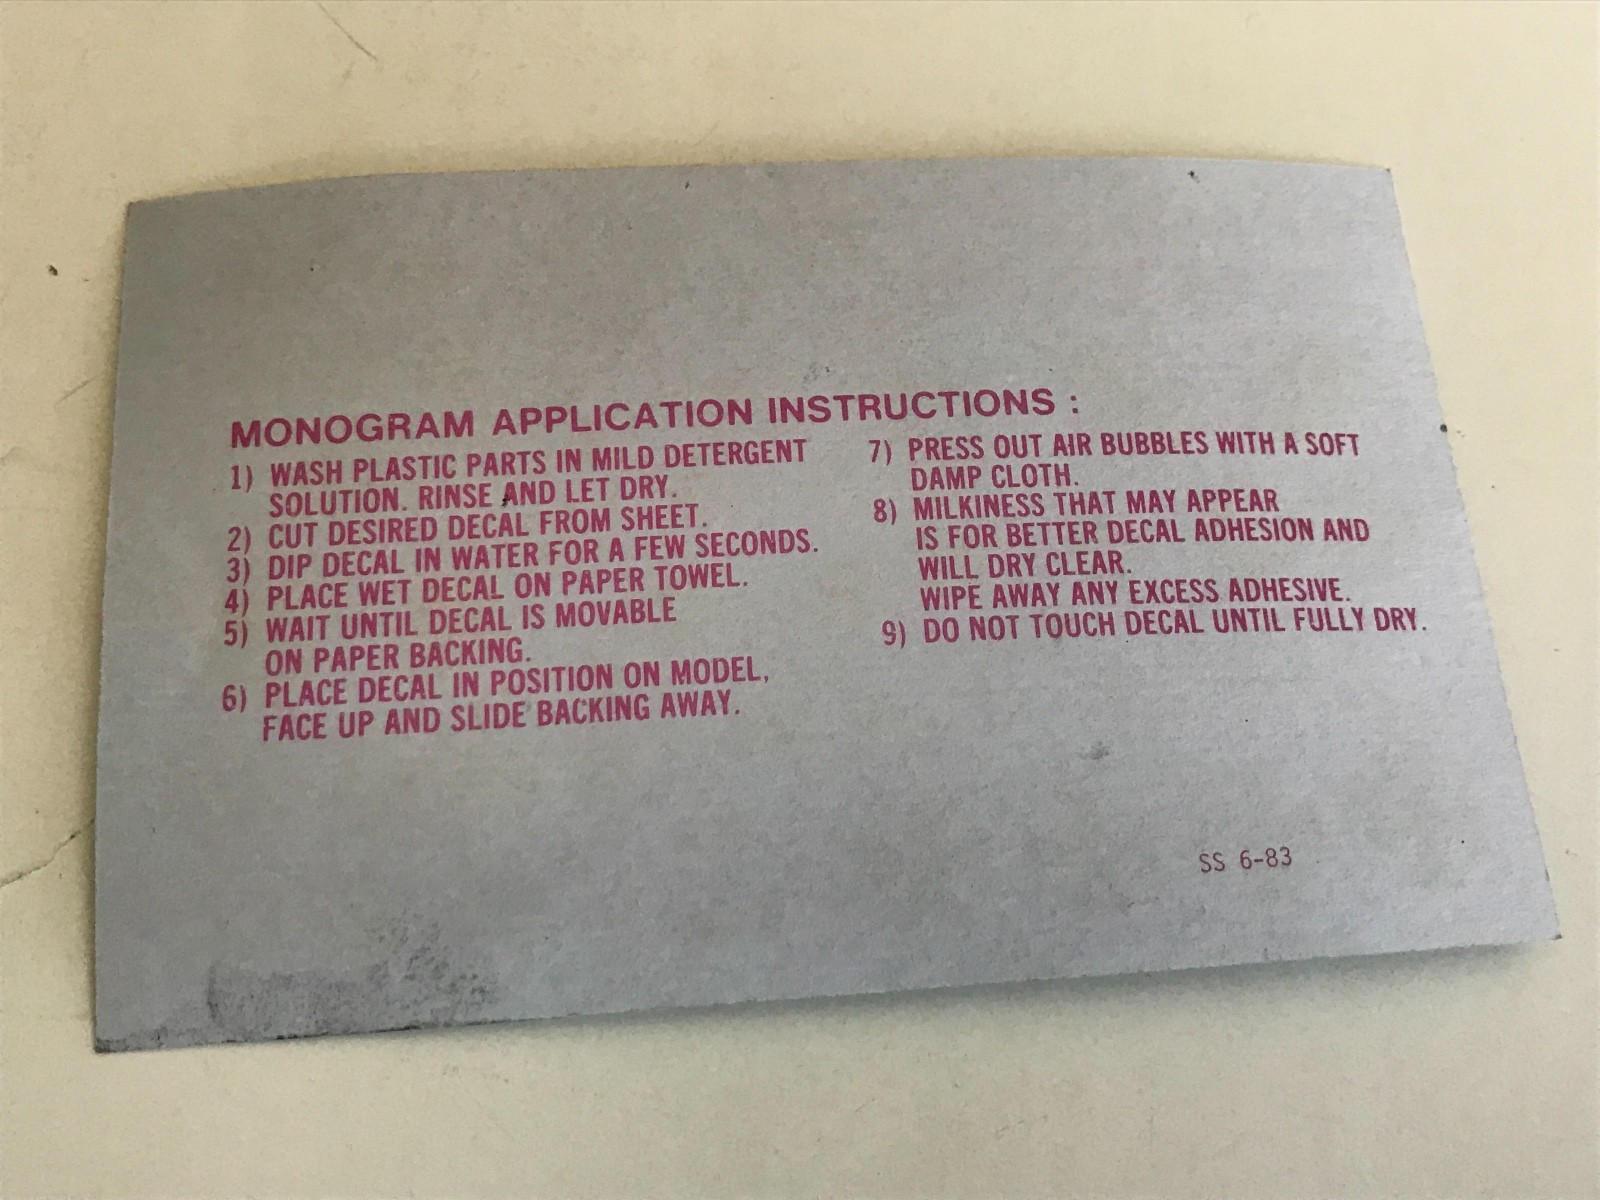 MONOGRAM APPLICATION INSTRUCTIONS :
1) WASH PLASTIC PARTS IN MILD DETERGENT
SOLUTION. RINSE AND LET DRY.
2) CUT DESIRED DECAL FROM SHEET.
3) DIP DECAL IN WATER FOR A FEW SECONDS.
4) PLACE WET DECAL ON PAPER TOWEL.
5) WAIT UNTIL DECAL IS MOVABLE
ON PAPER BACKING.
6) PLACE DECAL IN POSITION ON MODEL,
FACE UP AND SLIDE BACKING AWAY.
7) PRESS OUT AIR BUBBLES WITH A SOFT
DAMP CLOTH.
8) MILKINESS THAT MAY APPEAR
IS FOR BETTER DECAL ADHESION AND
WILL DRY CLEAR.
WIPE AWAY ANY EXCESS ADHESIVE.
9) DO NOT TOUCH DECAL UNTIL FULLY DRY.
SS 6-83